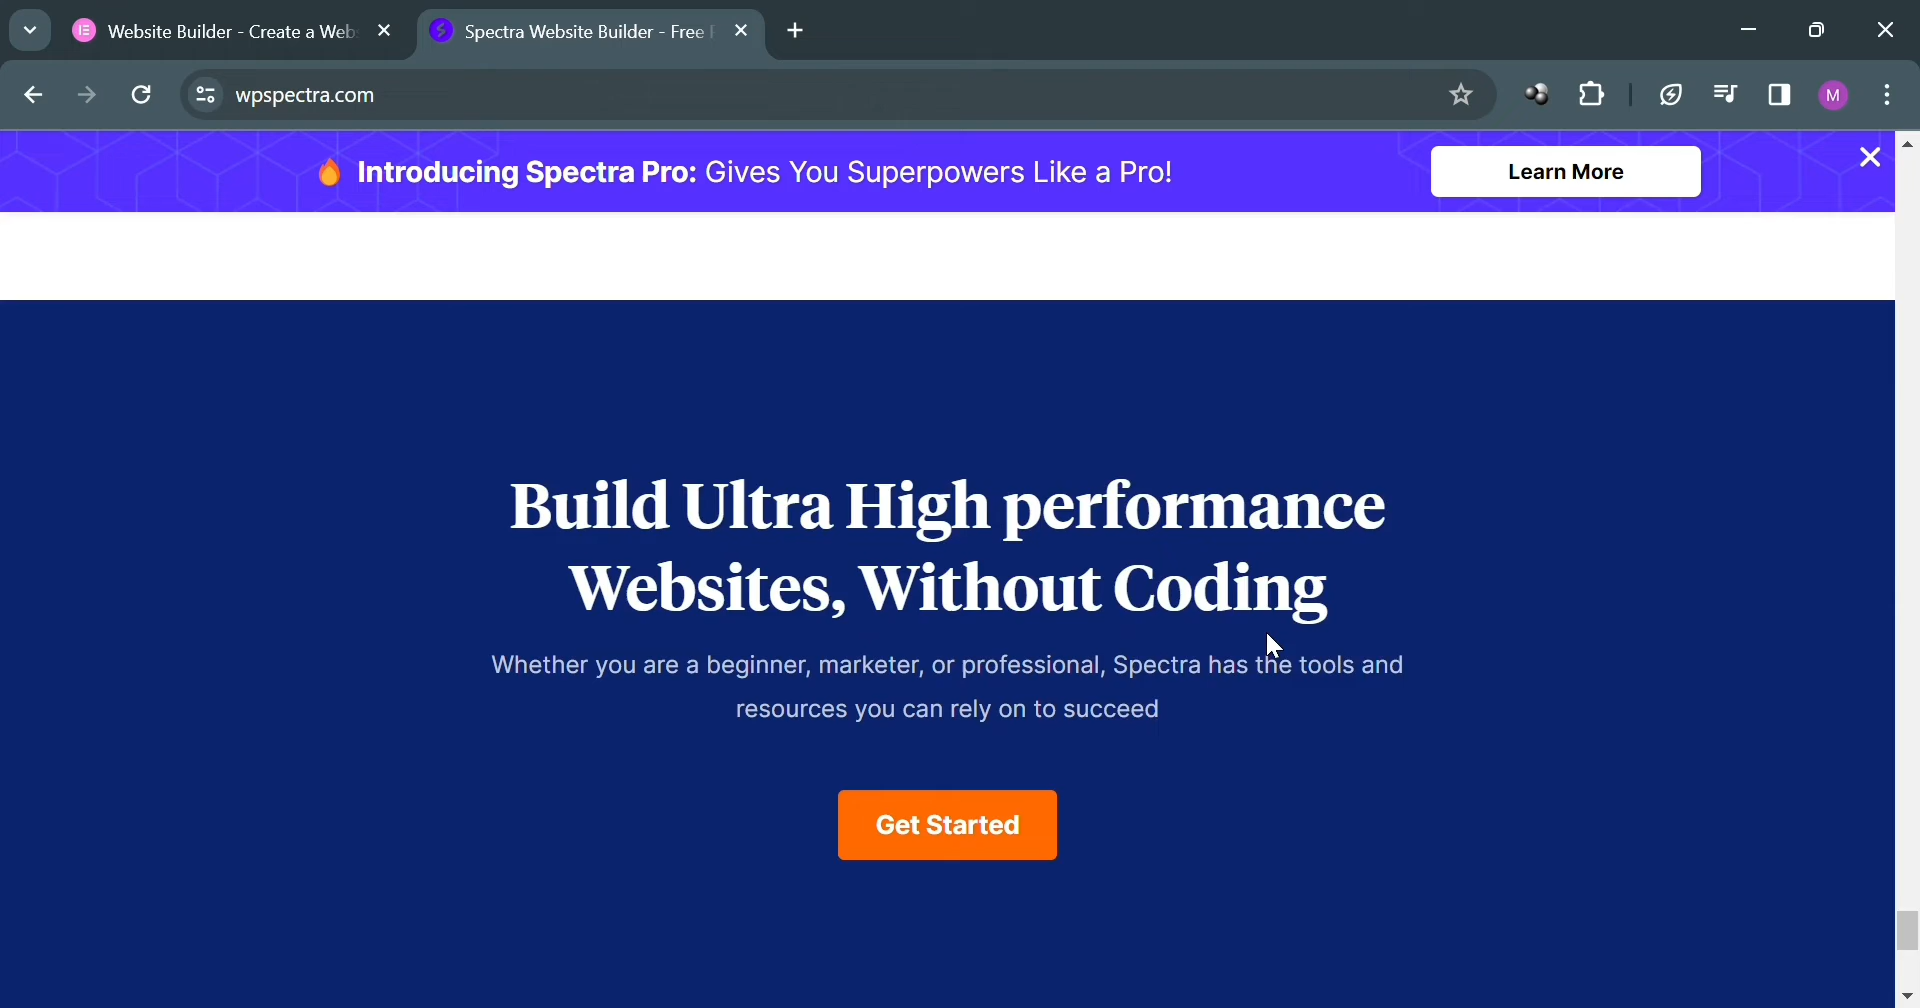 Website Builder - Create a Web
Spectra Website Builder - Free
wpspectra.com
M
Introducing Spectra Pro: Gives You Superpowers Like a Pro!
Learn More
Build Ultra High performance
Websites, Without Coding
Whether you are a beginner, marketer, or professional, Spectra has the tools and
resources you can rely on to succeed
Get Started